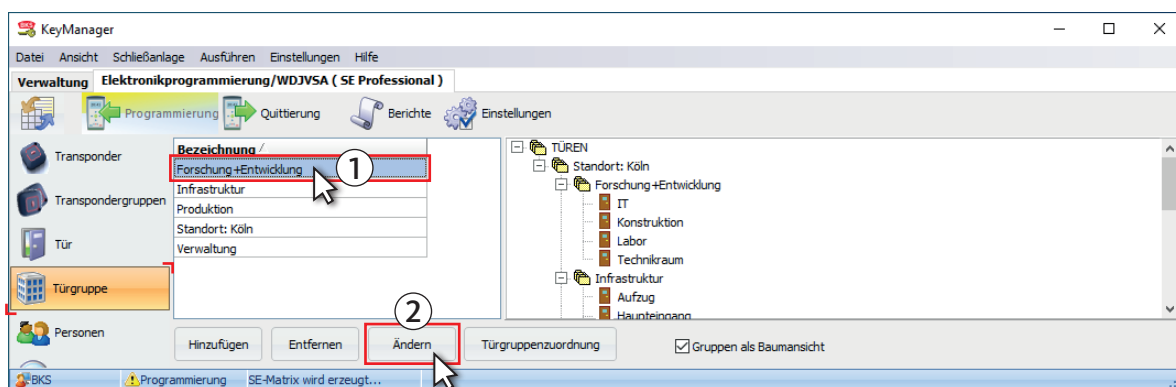 BKS KeyManager
Datei Ansicht Schließanlage Ausführen Einstellungen Hilfe
Verwaltung Elektronikprogrammierung/WDJVSA ( SE Professional )
Programmierung Quittierung Berichte Einstellungen
Transponder
Transpondergruppen
Tür
Türgruppe
Personen
Bezeichnung
Forschung+Entwicklung
1
Infrastruktur
Produktion
Standort: Köln
Verwaltung
TÜREN
Standort: Köln
Forschung+Entwicklung
IT
Konstruktion
Labor
Technikraum
Infrastruktur
Aufzug
Haupteingang
2
Hinzufügen Entfernen Ändern Türgruppenzuordnung Gruppen als Baumansicht
BKS Programmierung SE-Matrix wird erzeugt...